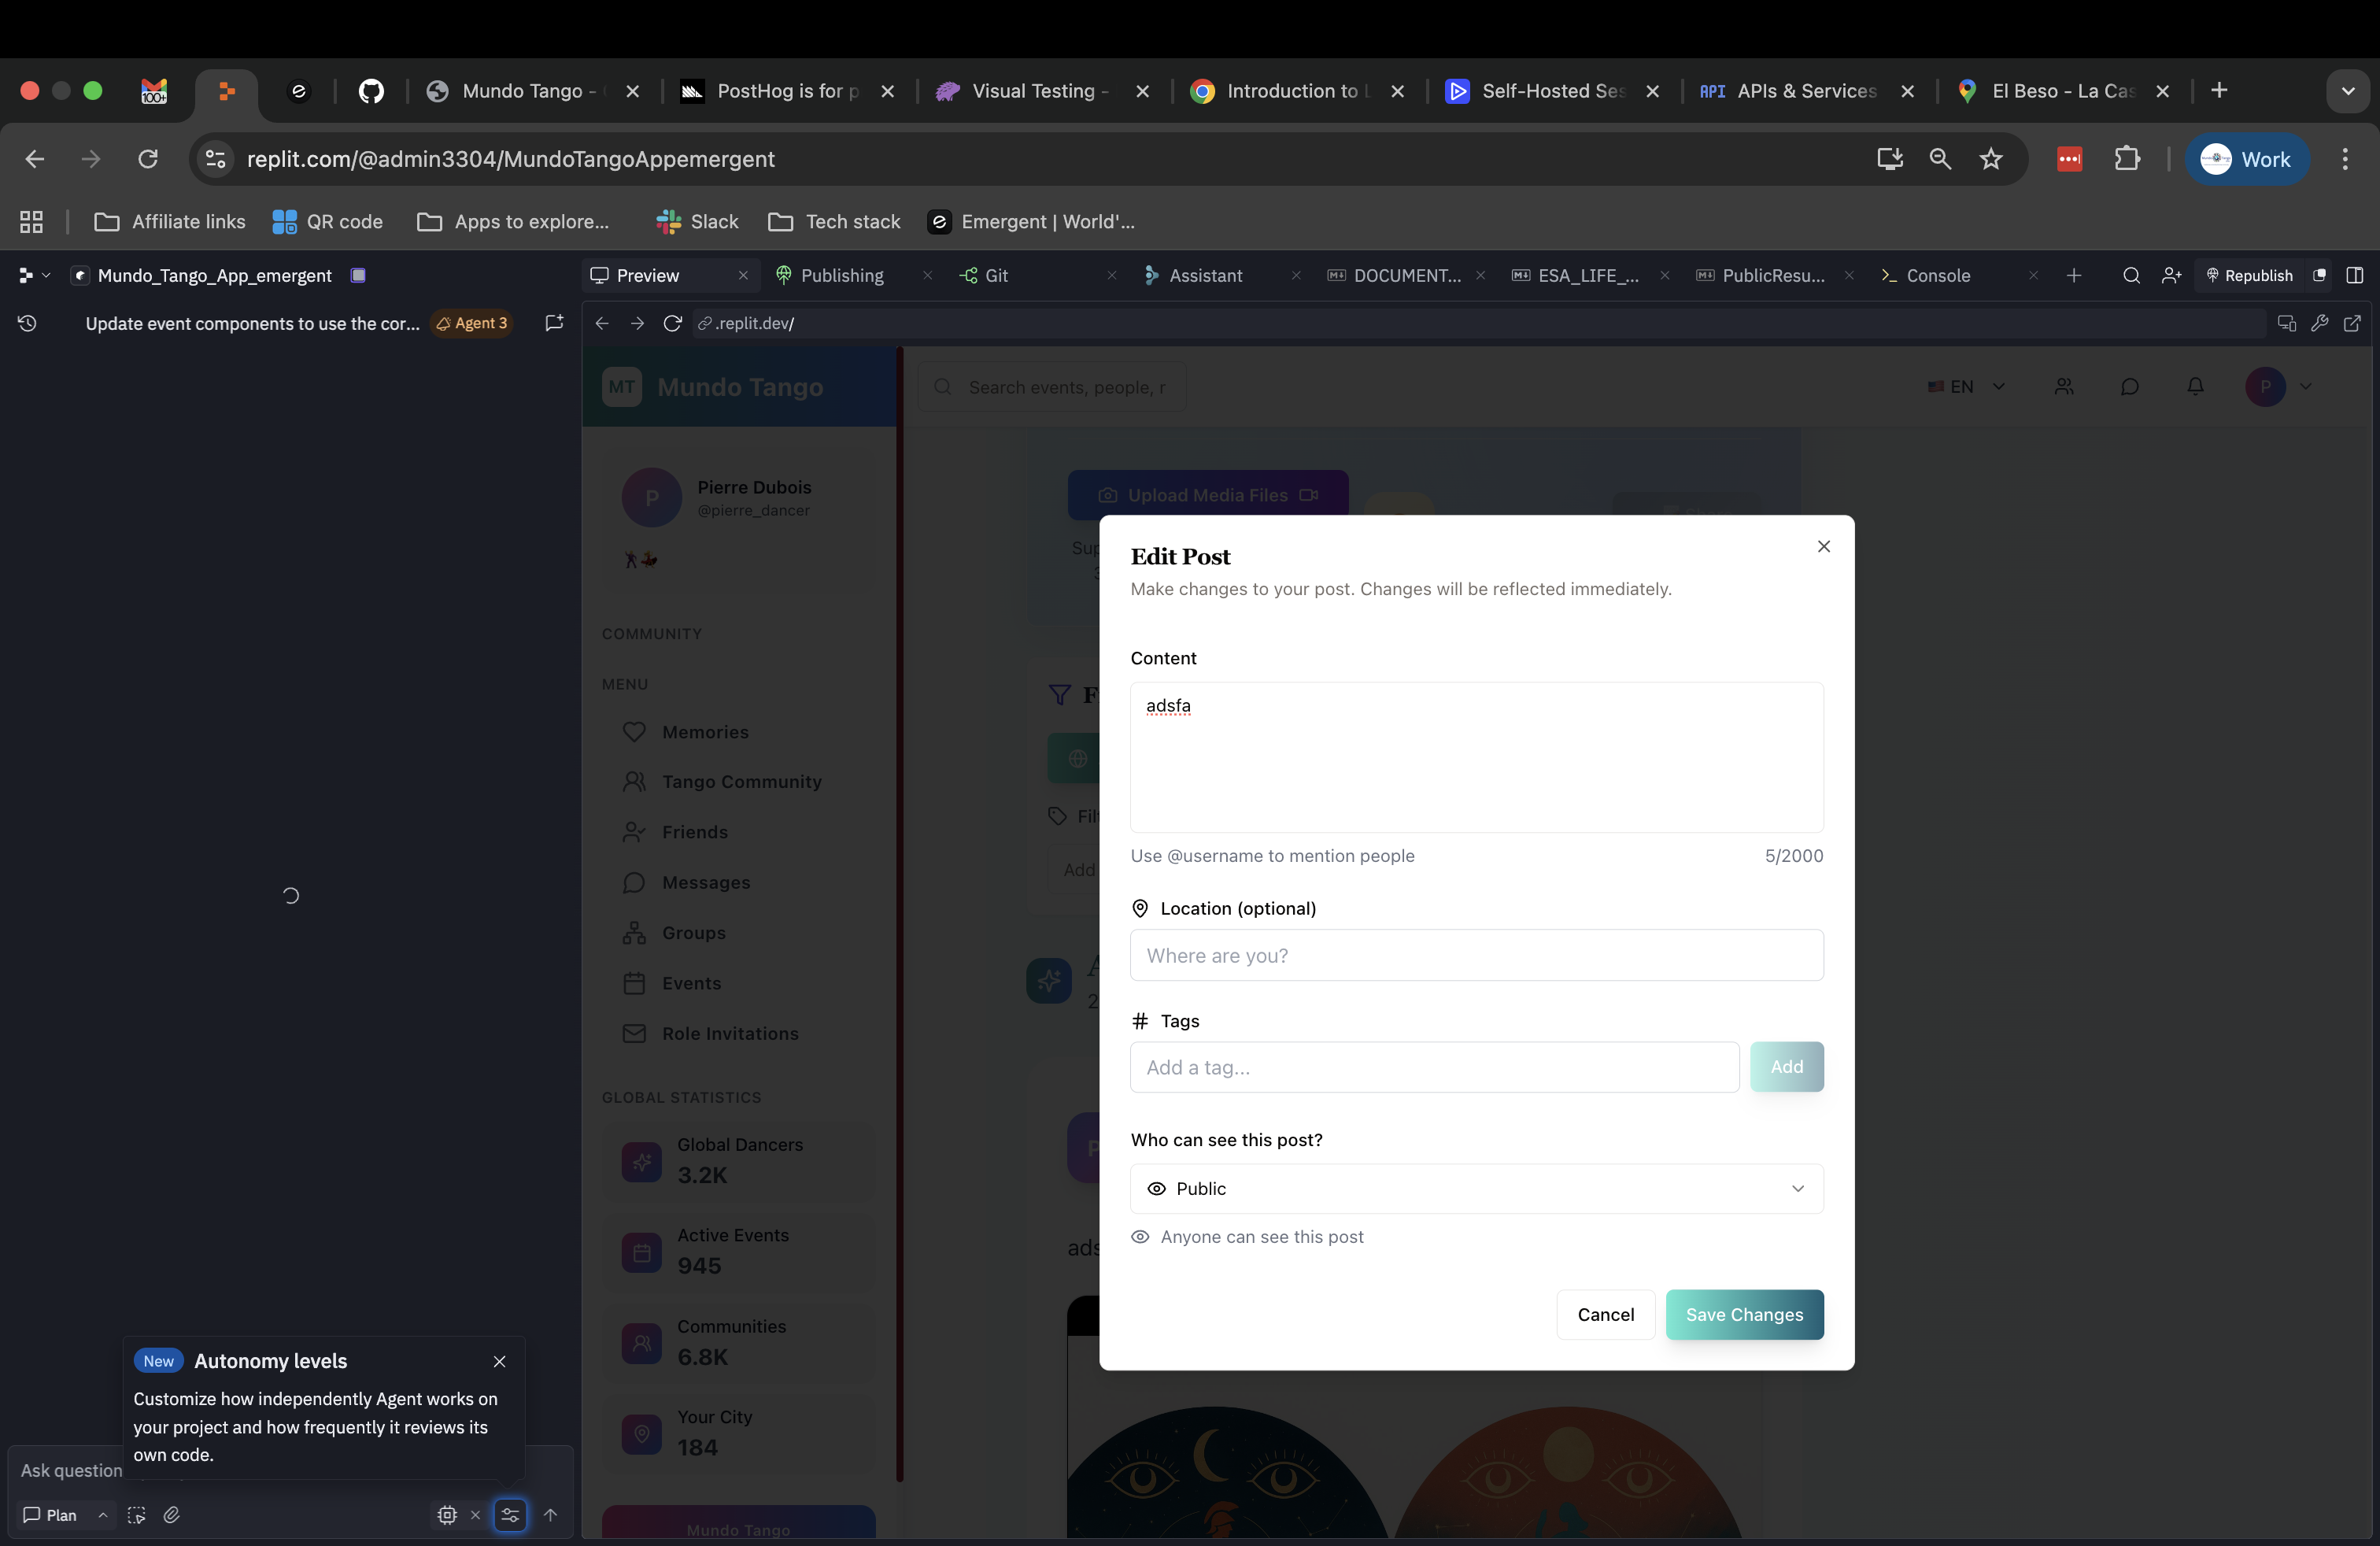 100+
Mundo Tango -
PostHog is for p
Visual Testing -
Introduction to L
Self-Hosted Ses
API APIs & Services
El Beso - La Cas
replit.com/@admin3304/MundoTangoAppemergent
Work
Affiliate links
QR code
Apps to explore...
Slack
Tech stack
Emergent | World'...
Mundo_Tango_App_emergent
Preview
Publishing
Git
Assistant
DOCUMENT...
ESA_LIFE_...
PublicResu...
Console
Republish
Update event components to use the cor...
Agent 3
.replit.dev/
MT Mundo Tango
Search events, people, r
EN
P
P
Pierre Dubois
@pierre_dancer
COMMUNITY
MENU
Memories
Tango Community
Friends
Messages
Groups
Events
Role Invitations
GLOBAL STATISTICS
Global Dancers
3.2K
Active Events
945
Communities
6.8K
Your City
184
Mundo Tango
Upload Media Files
Sup
Filt
Add
ads
Edit Post
Make changes to your post. Changes will be reflected immediately.
Content
adsfa
Use @username to mention people
5/2000
Location (optional)
Where are you?
# Tags
Add a tag...
Add
Who can see this post?
Public
Anyone can see this post
Cancel
Save Changes
New
Autonomy levels
Customize how independently Agent works on
your project and how frequently it reviews its
own code.
Ask question
Plan